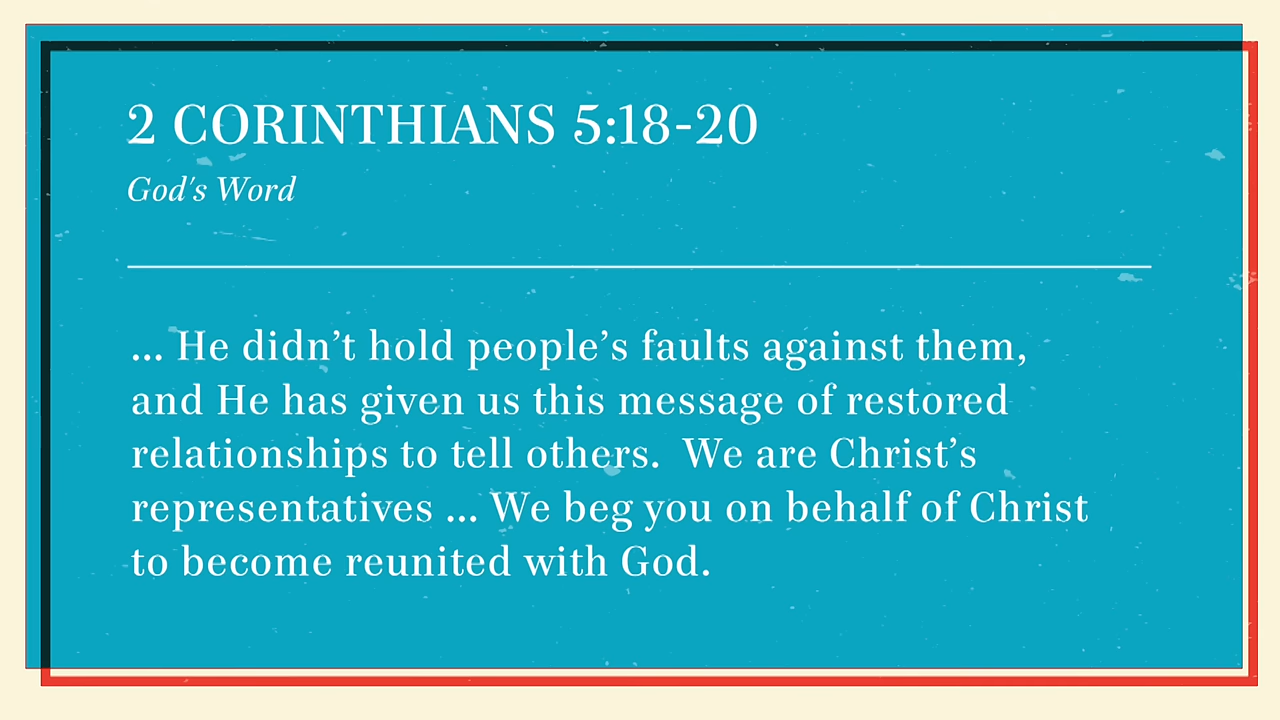 2 CORINTHIANS 5:18-20
God's Word
... He didn’t hold people’s faults against them,
and He has given us this message of restored
relationships to tell others.  We are Christ’s
representatives ... We beg you on behalf of Christ
to become reunited with God.